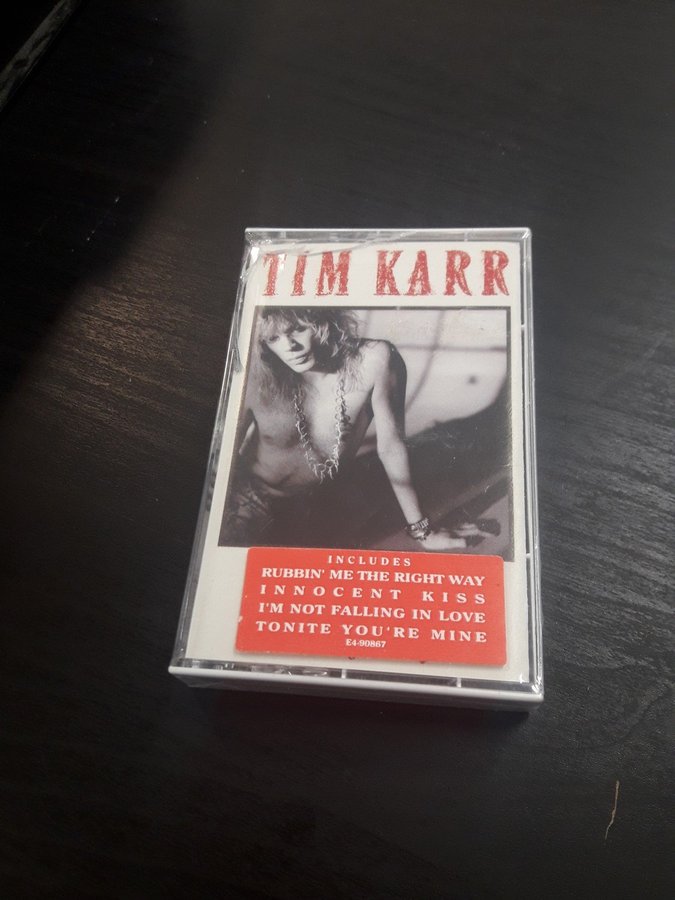 TIM KARR
INCLUDES
RUBBIN' ME THE RIGHT WAY
INNOCENT KISS
I'M NOT FALLING IN LOVE
TONITE YOU'RE MINE
E4-90867